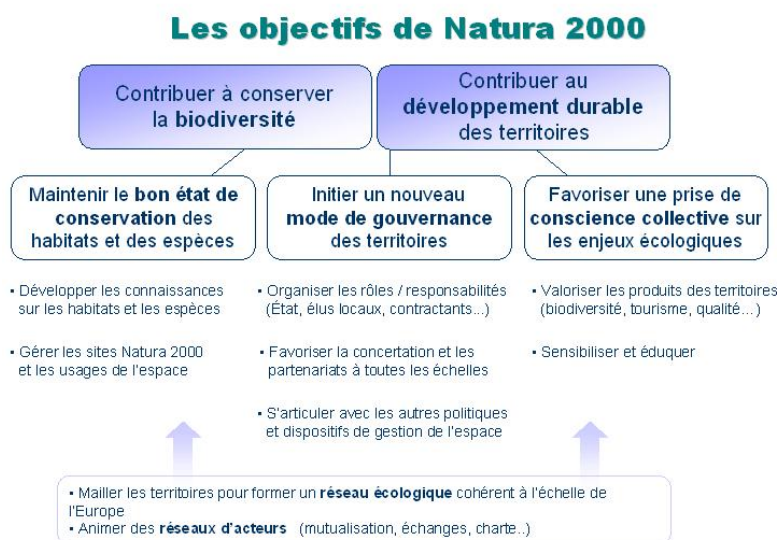 Les objectifs de Natura 2000
Contribuer à conserver
la biodiversité
Contribuer au
développement durable
des territoires
Maintenir le bon état de
conservation des
habitats et des espèces
Initier un nouveau
mode de gouvernance
des territoires
Favoriser une prise de
conscience collective sur
les enjeux écologiques
▪ Développer les connaissances
sur les habitats et les espèces
▪ Gérer les sites Natura 2000
et les usages de l'espace
▪ Organiser les rôles / responsabilités
(État, élus locaux, contractants...)
▪ Favoriser la concertation et les
partenariats à toutes les échelles
▪ S'articuler avec les autres politiques
et dispositifs de gestion de l'espace
▪ Valoriser les produits des territoires
(biodiversité, tourisme, qualité…)
▪ Sensibiliser et éduquer
▪ Mailler les territoires pour former un réseau écologique cohérent à l'échelle de
l'Europe
▪ Animer des réseaux d'acteurs (mutualisation, échanges, charte..)